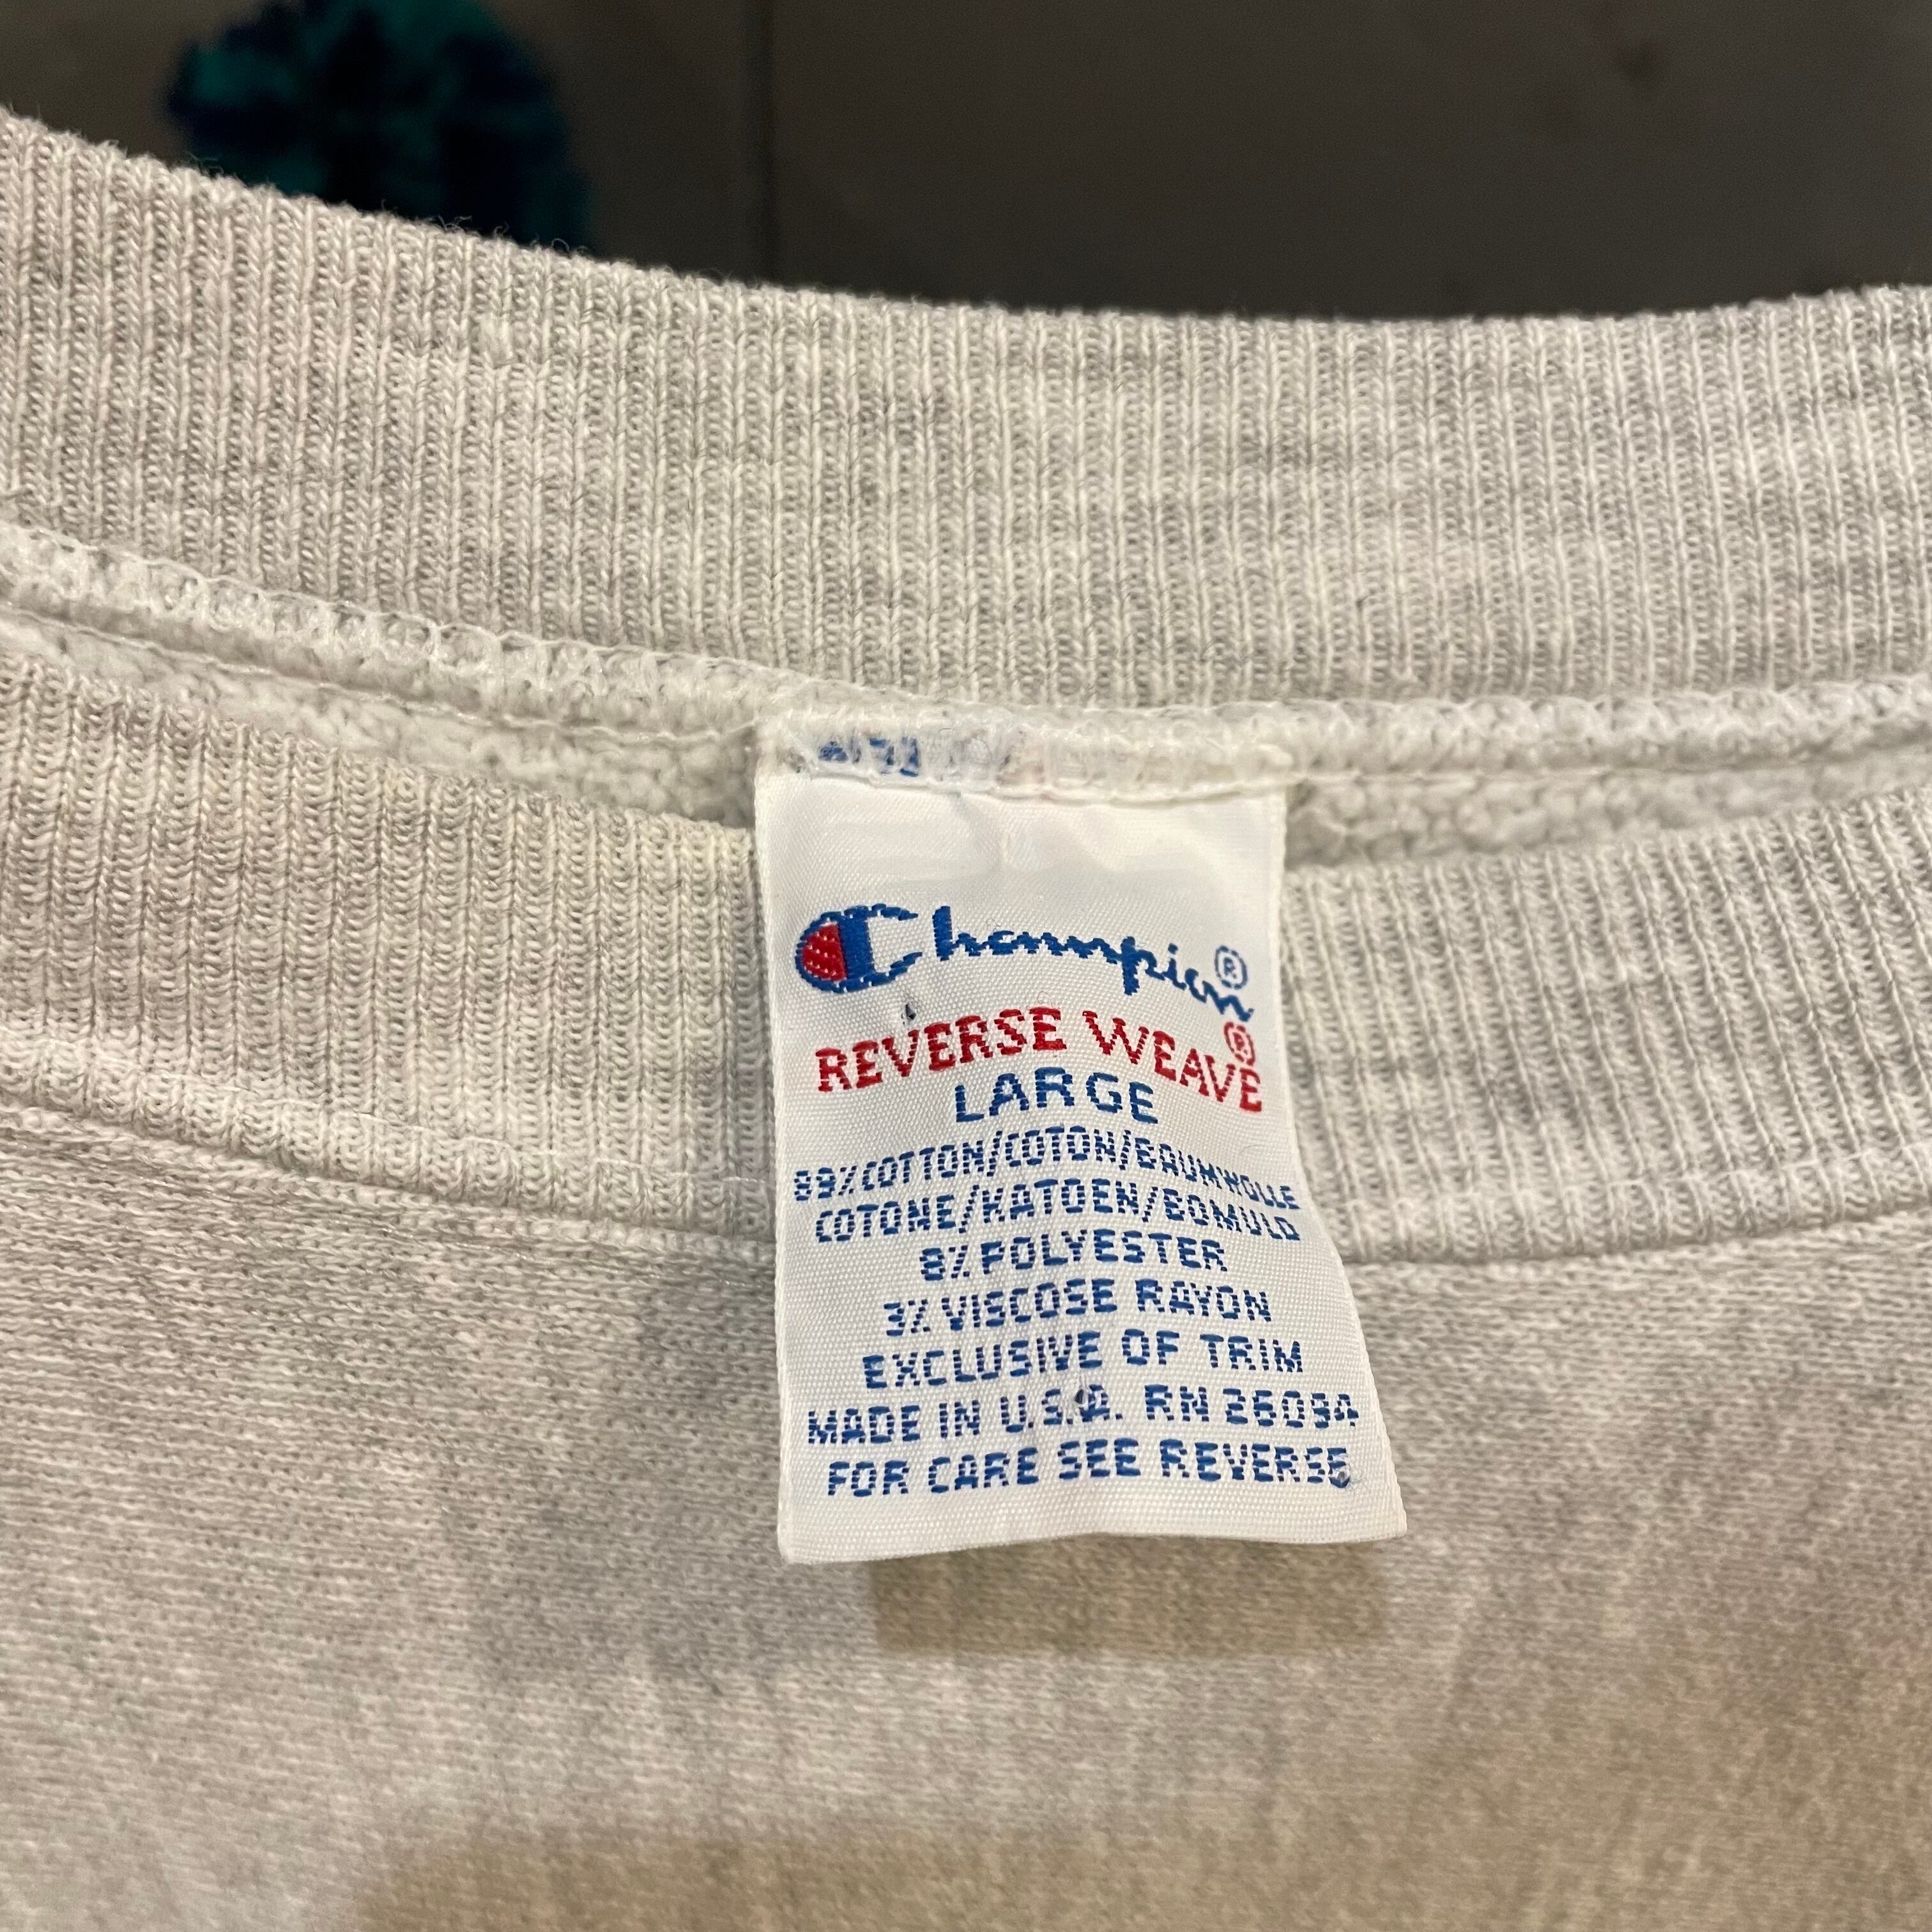 Champion®
REVERSE WEAVE®
LARGE
89% COTTON/COTON/BAUMWOLLE
COTONE/KATOEN/BOMULD
8% POLYESTER
3% VISCOSE RAYON
EXCLUSIVE OF TRIM
MADE IN U.S.A. RN 26094
FOR CARE SEE REVERSE